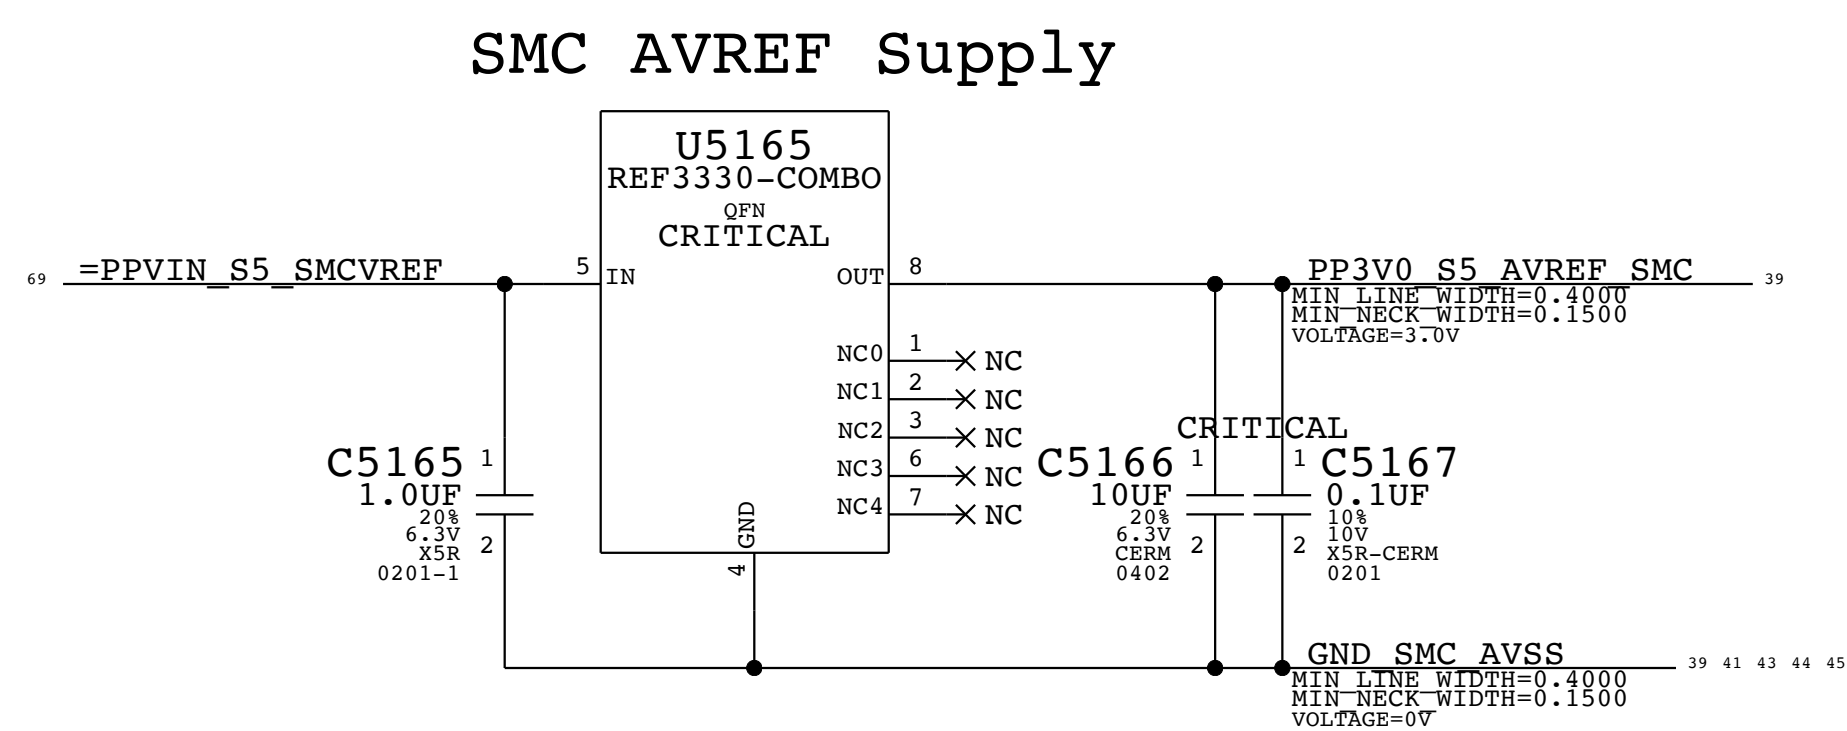 SMC AVREF Supply
U5165
REF3330-COMBO
QFN
CRITICAL
69 =PPVIN_S5_SMCVREF 5 IN OUT 8 PP3V0_S5_AVREF_SMC 39
MIN_LINE_WIDTH=0.4000
MIN_NECK_WIDTH=0.1500
VOLTAGE=3.0V
NC0 1 NC
NC1 2 NC
NC2 3 NC
NC3 6 NC
NC4 7 NC
GND
4
C5165 1
1.0UF
20%
6.3V
X5R 2
0201-1
CRITICAL
C5166 1
10UF
20%
6.3V
CERM 2
0402
1 C5167
0.1UF
10%
10V
2 X5R-CERM
0201
GND_SMC_AVSS 39 41 43 44 45
MIN_LINE_WIDTH=0.4000
MIN_NECK_WIDTH=0.1500
VOLTAGE=0V